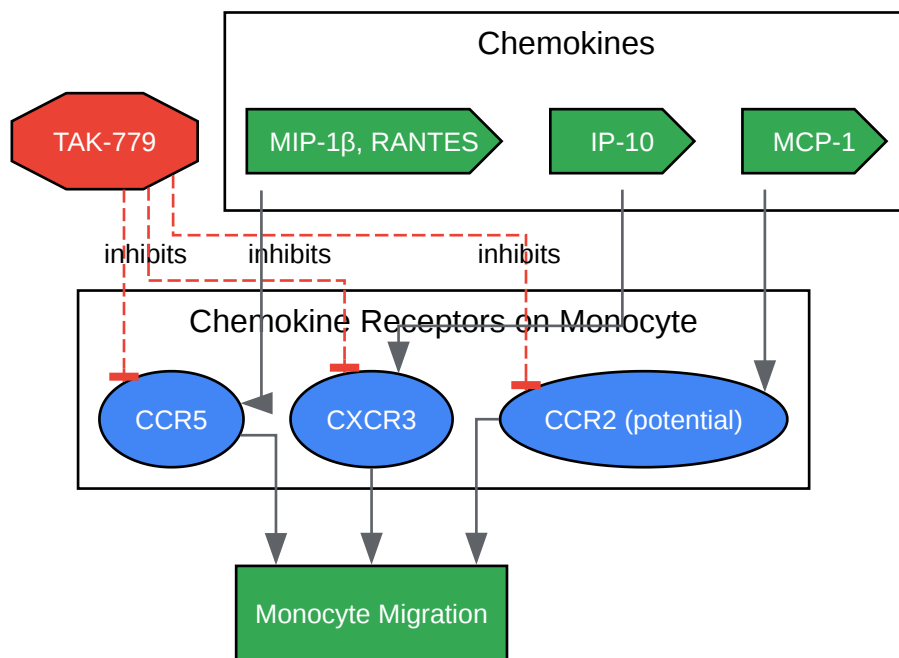 Chemokines
TAK-779
MIP-1β, RANTES
IP-10
MCP-1
inhibits
inhibits
inhibits
Chemokine Receptors on Monocyte
CCR5
CXCR3
CCR2 (potential)
Monocyte Migration